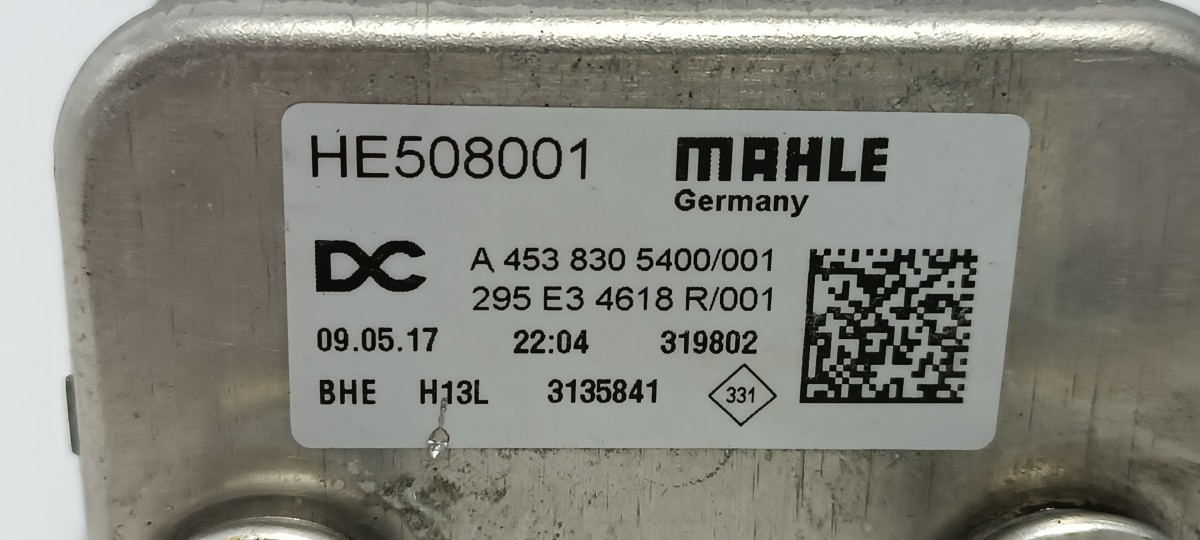 HE508001
MAHLE
Germany
DC
A 453 830 5400/001
295 E3 4618 R/001
09.05.17 22:04 319802
BHE H13L 3135841 331